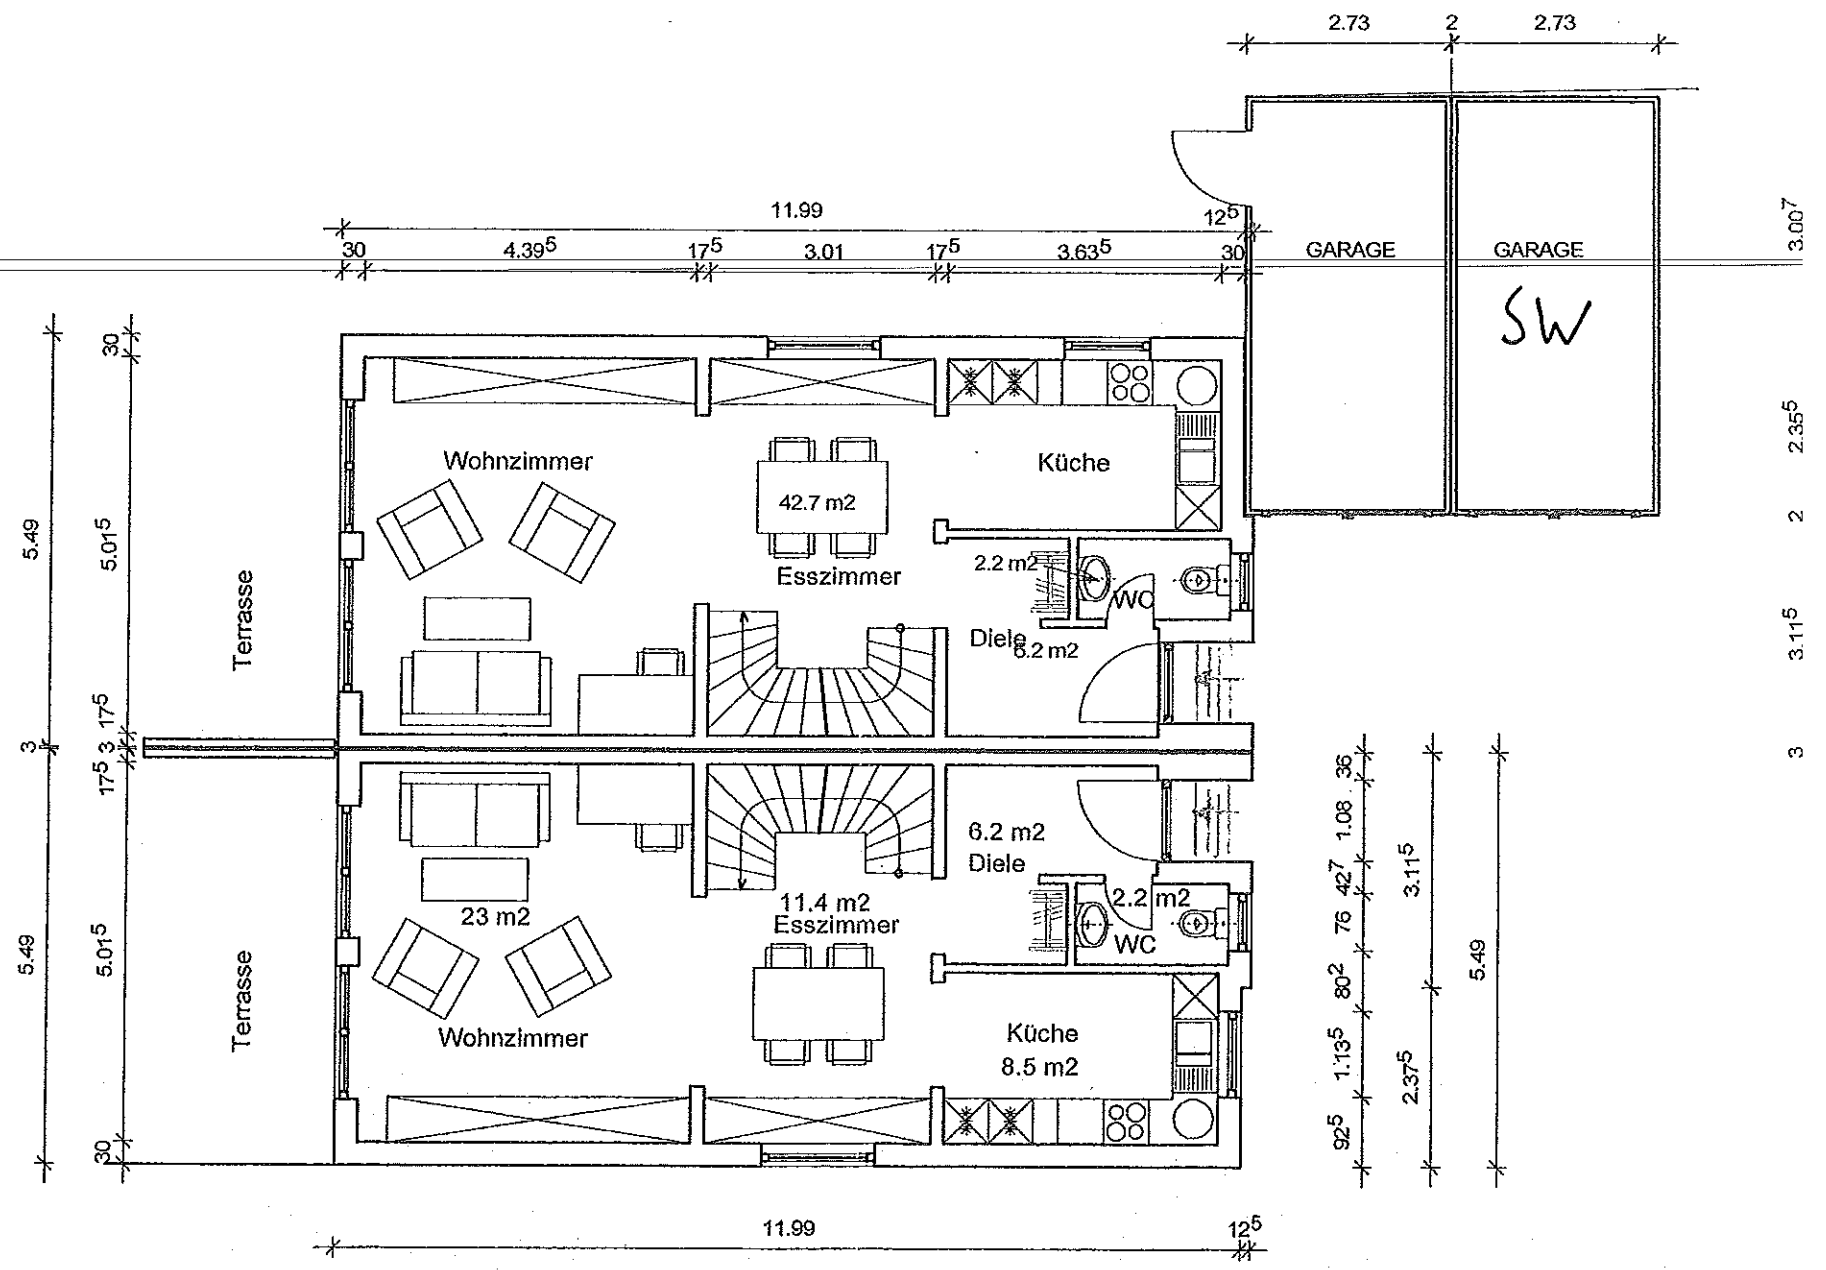 2.73 2 2.73
11.99 12⁵
30 4.39⁵ 17⁵ 3.01 17⁵ 3.63⁵ 30
GARAGE GARAGE
SW
3.00⁷
2.35⁵
2
3.11⁵
3
30
5.49
5.01⁵
17⁵
3 3
17⁵
5.49
5.01⁵
30
Terrasse
Terrasse
Wohnzimmer
42.7 m2
Esszimmer
Küche
2.2 m2
WC
Diele
6.2 m2
6.2 m2
Diele
11.4 m2
Esszimmer
23 m2
2.2 m2
WC
Wohnzimmer
Küche
8.5 m2
36
1.08
42⁷
76
80²
1.13⁵
92⁵
3.11⁵
2.37⁵
5.49
11.99 12⁵